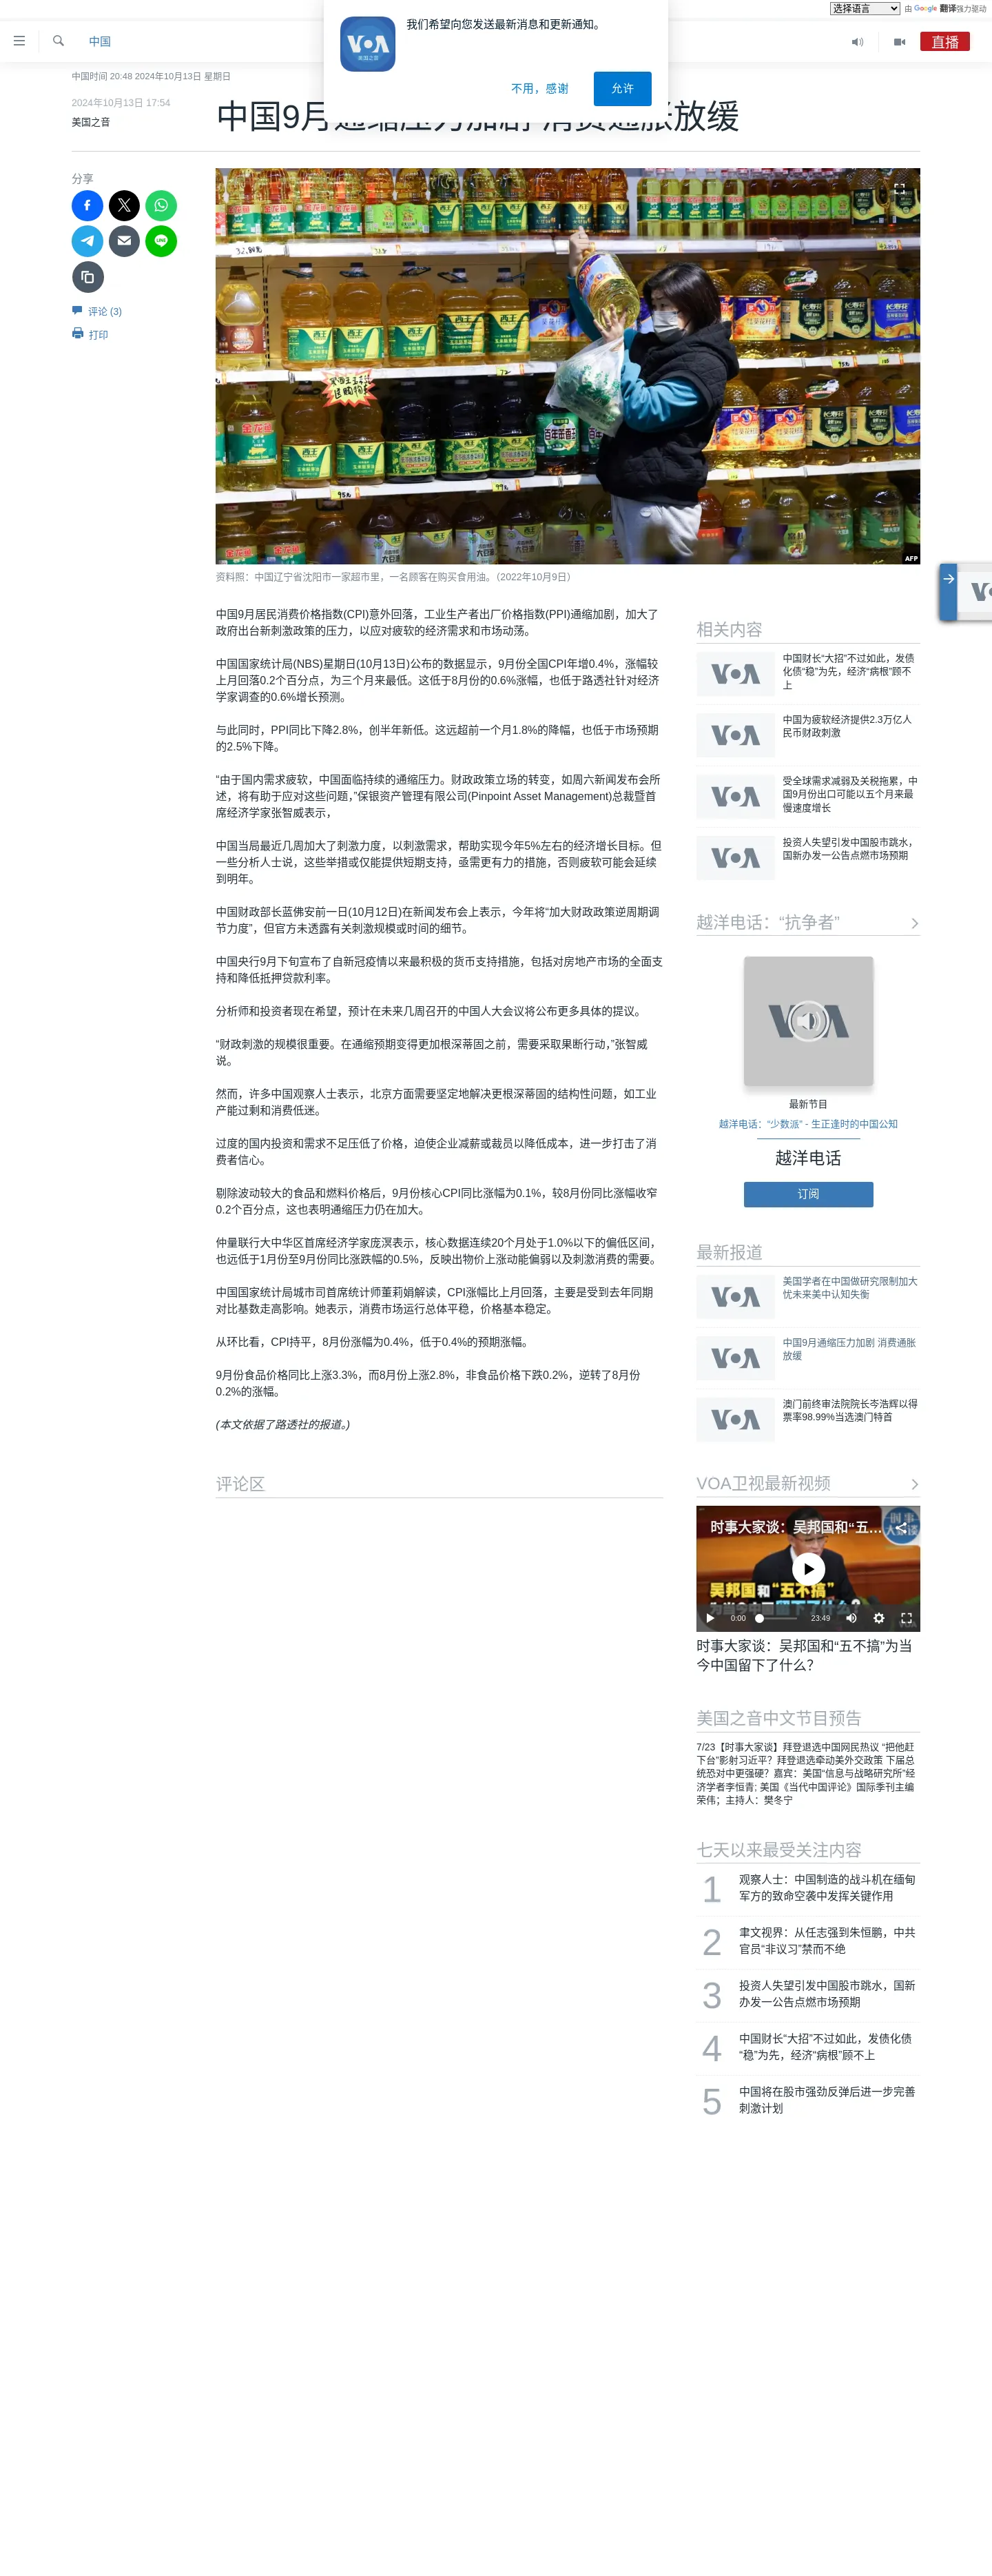 选择语言 由 Google 翻译强力驱动
我们希望向您发送最新消息和更新通知。
VOA
美国之音
不用，感谢
允许
中国
直播
中国时间 20:48 2024年10月13日 星期日
2024年10月13日 17:54
美国之音
中国9月通缩压力加剧 消费通胀放缓
分享
评论 (3)
打印
AFP
资料照：中国辽宁省沈阳市一家超市里，一名顾客在购买食用油。（2022年10月9日）
中国9月居民消费价格指数(CPI)意外回落，工业生产者出厂价格指数(PPI)通缩加剧，加大了
政府出台新刺激政策的压力，以应对疲软的经济需求和市场动荡。
中国国家统计局(NBS)星期日(10月13日)公布的数据显示，9月份全国CPI年增0.4%，涨幅较
上月回落0.2个百分点，为三个月来最低。这低于8月份的0.6%涨幅，也低于路透社针对经济
学家调查的0.6%增长预测。
与此同时，PPI同比下降2.8%，创半年新低。这远超前一个月1.8%的降幅，也低于市场预期
的2.5%下降。
“由于国内需求疲软，中国面临持续的通缩压力。财政政策立场的转变，如周六新闻发布会所
述，将有助于应对这些问题，”保银资产管理有限公司(Pinpoint Asset Management)总裁暨首
席经济学家张智威表示，
中国当局最近几周加大了刺激力度，以刺激需求，帮助实现今年5%左右的经济增长目标。但
一些分析人士说，这些举措或仅能提供短期支持，亟需更有力的措施，否则疲软可能会延续
到明年。
中国财政部长蓝佛安前一日(10月12日)在新闻发布会上表示，今年将“加大财政政策逆周期调
节力度”，但官方未透露有关刺激规模或时间的细节。
中国央行9月下旬宣布了自新冠疫情以来最积极的货币支持措施，包括对房地产市场的全面支
持和降低抵押贷款利率。
分析师和投资者现在希望，预计在未来几周召开的中国人大会议将公布更多具体的提议。
“财政刺激的规模很重要。在通缩预期变得更加根深蒂固之前，需要采取果断行动，”张智威
说。
然而，许多中国观察人士表示，北京方面需要坚定地解决更根深蒂固的结构性问题，如工业
产能过剩和消费低迷。
过度的国内投资和需求不足压低了价格，迫使企业减薪或裁员以降低成本，进一步打击了消
费者信心。
剔除波动较大的食品和燃料价格后，9月份核心CPI同比涨幅为0.1%，较8月份同比涨幅收窄
0.2个百分点，这也表明通缩压力仍在加大。
仲量联行大中华区首席经济学家庞溟表示，核心数据连续20个月处于1.0%以下的偏低区间，
也远低于1月份至9月份同比涨跌幅的0.5%，反映出物价上涨动能偏弱以及刺激消费的需要。
中国国家统计局城市司首席统计师董莉娟解读，CPI涨幅比上月回落，主要是受到去年同期
对比基数走高影响。她表示，消费市场运行总体平稳，价格基本稳定。
从环比看，CPI持平，8月份涨幅为0.4%，低于0.4%的预期涨幅。
9月份食品价格同比上涨3.3%，而8月份上涨2.8%，非食品价格下跌0.2%，逆转了8月份
0.2%的涨幅。
(本文依据了路透社的报道。)
评论区
相关内容
中国财长“大招”不过如此，发债
化债“稳”为先，经济“病根”顾不
上
中国为疲软经济提供2.3万亿人
民币财政刺激
受全球需求减弱及关税拖累，中
国9月份出口可能以五个月来最
慢速度增长
投资人失望引发中国股市跳水，
国新办发一公告点燃市场预期
越洋电话：“抗争者”
最新节目
越洋电话：“少数派” - 生正逢时的中国公知
越洋电话
订阅
最新报道
美国学者在中国做研究限制加大
忧未来美中认知失衡
中国9月通缩压力加剧 消费通胀
放缓
澳门前终审法院院长岑浩辉以得
票率98.99%当选澳门特首
VOA卫视最新视频
时事大家谈：吴邦国和“五...
吴邦国和“五不搞”
为当今中国留下了什么？
0:00
23:49
时事大家谈：吴邦国和“五不搞”为当
今中国留下了什么？
美国之音中文节目预告
7/23【时事大家谈】拜登退选中国网民热议 “把他赶
下台”影射习近平？拜登退选牵动美外交政策 下届总
统恐对中更强硬？嘉宾：美国“信息与战略研究所”经
济学者李恒青; 美国《当代中国评论》国际季刊主编
荣伟；主持人：樊冬宁
七天以来最受关注内容
1 观察人士：中国制造的战斗机在缅甸
军方的致命空袭中发挥关键作用
2 聿文视界：从任志强到朱恒鹏，中共
官员“非议习”禁而不绝
3 投资人失望引发中国股市跳水，国新
办发一公告点燃市场预期
4 中国财长“大招”不过如此，发债化债
“稳”为先，经济“病根”顾不上
5 中国将在股市强劲反弹后进一步完善
刺激计划